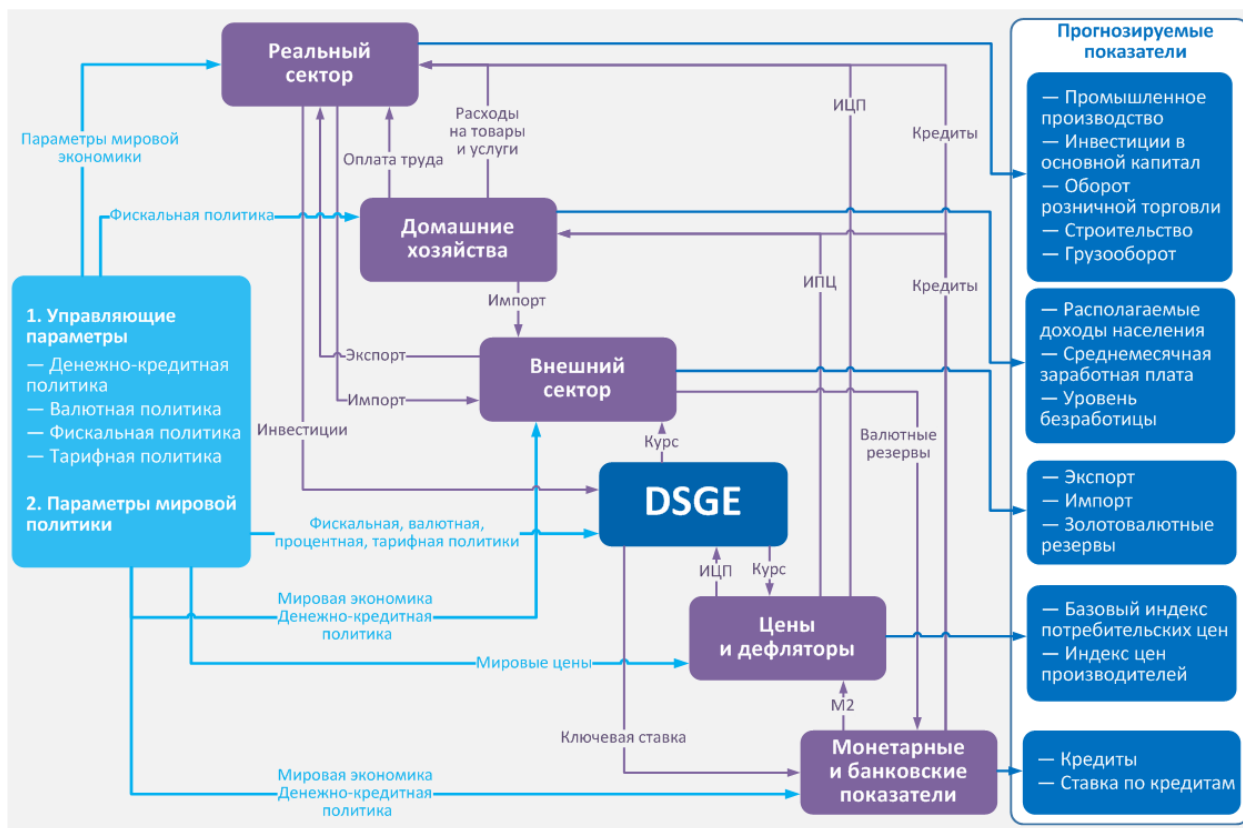 Реальный
сектор
Прогнозируемые
показатели
— Промышленное
производство
— Инвестиции в
основной капитал
— Оборот
розничной торговли
— Строительство
— Грузооборот
Параметры мировой
экономики
Расходы
на товары
и услуги
Оплата труда
ИЦП
Кредиты
Фискальная политика
Домашние
хозяйства
Импорт
ИПЦ
Кредиты
1. Управляющие
параметры
— Денежно-кредитная
политика
— Валютная политика
— Фискальная политика
— Тарифная политика
2. Параметры мировой
политики
— Располагаемые
доходы населения
— Среднемесячная
заработная плата
— Уровень
безработицы
Экспорт
Внешний
сектор
Импорт
Инвестиции
Курс
Валютные
резервы
DSGE
— Экспорт
— Импорт
— Золотовалютные
резервы
Фискальная, валютная,
процентная, тарифная политики
ИЦП
Курс
Мировая экономика
Денежно-кредитная
политика
Цены
и дефляторы
— Базовый индекс
потребительских цен
— Индекс цен
производителей
Мировые цены
М2
Ключевая ставка
Монетарные
и банковские
показатели
— Кредиты
— Ставка по кредитам
Мировая экономика
Денежно-кредитная
политика